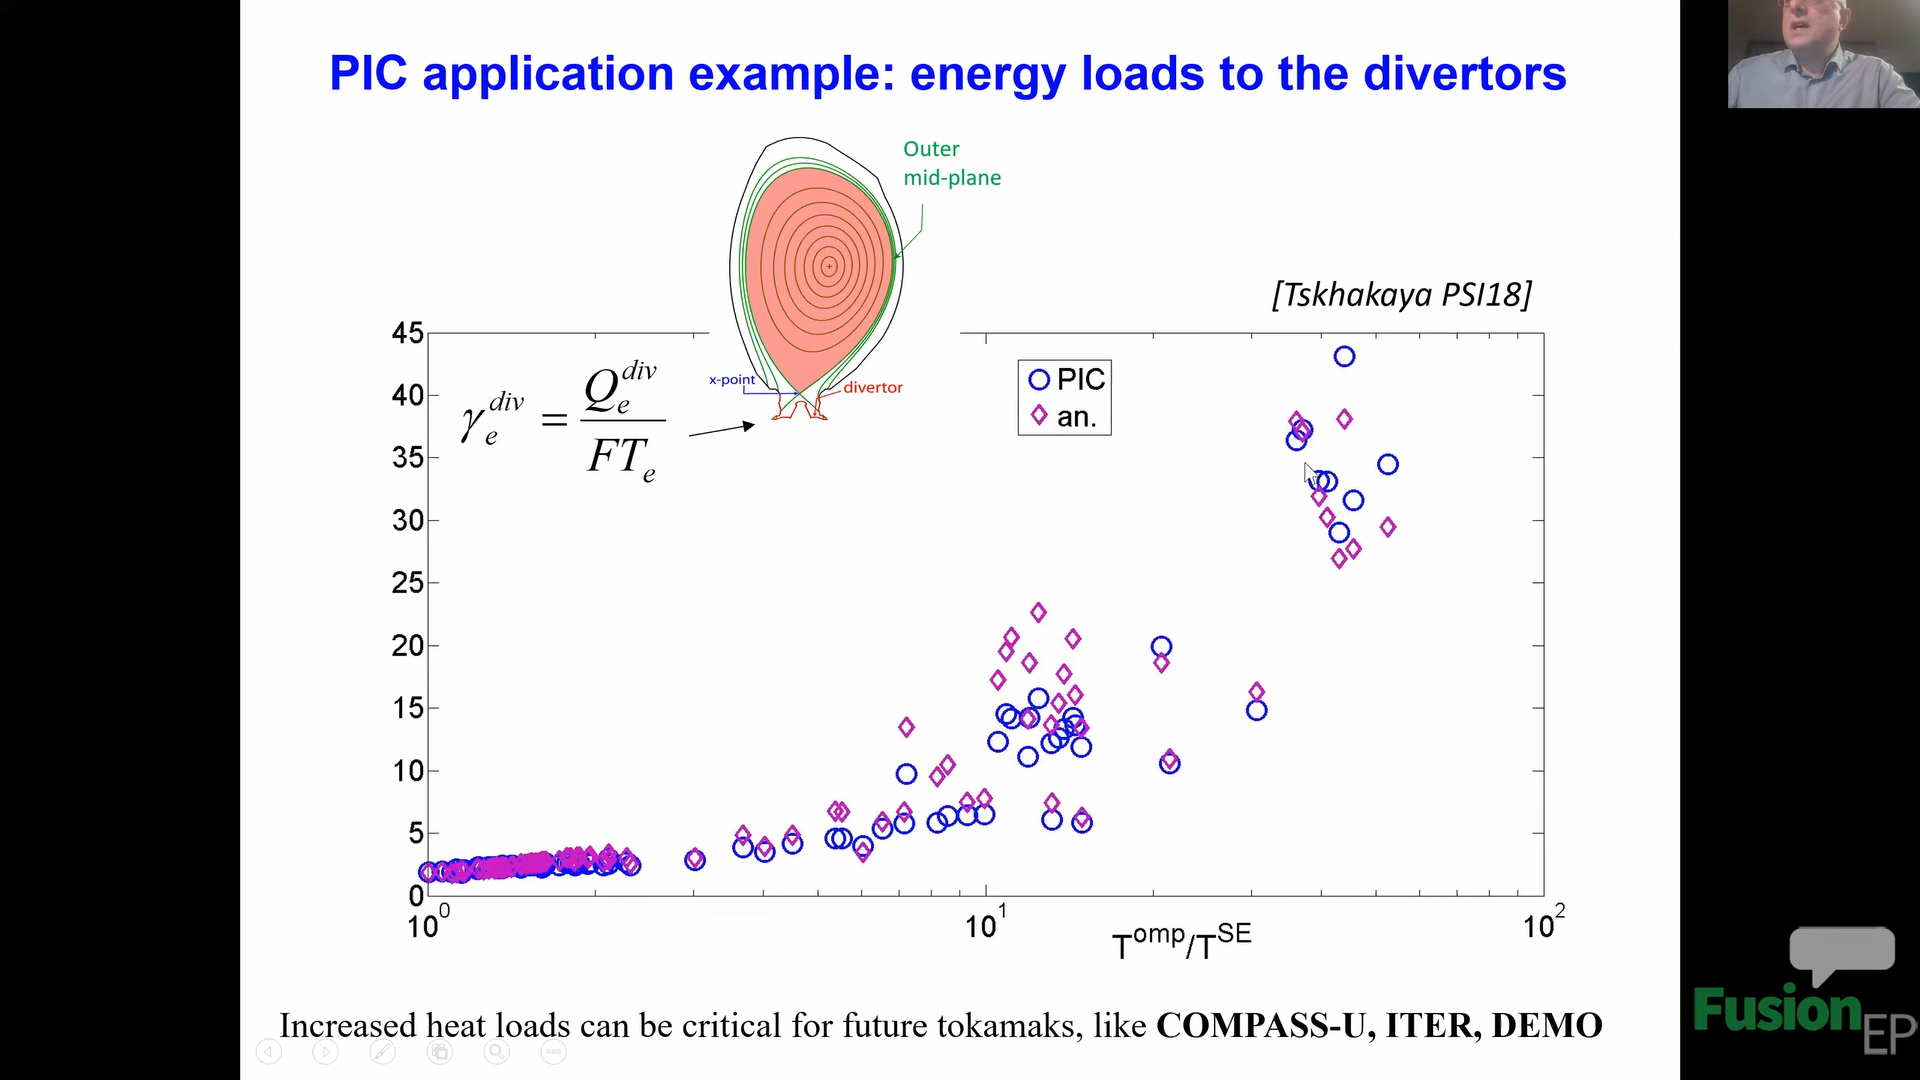 PIC application example: energy loads to the divertors
Outer
mid-plane
[Tskhakaya PSI18]
x-point
divertor
γ_e^{div} = Q_e^{div} / FT_e
PIC
an.
45
40
35
30
25
20
15
10
5
0
10^0
10^1
10^2
T^{omp}/T^{SE}
Increased heat loads can be critical for future tokamaks, like COMPASS-U, ITER, DEMO
Fusion
EP